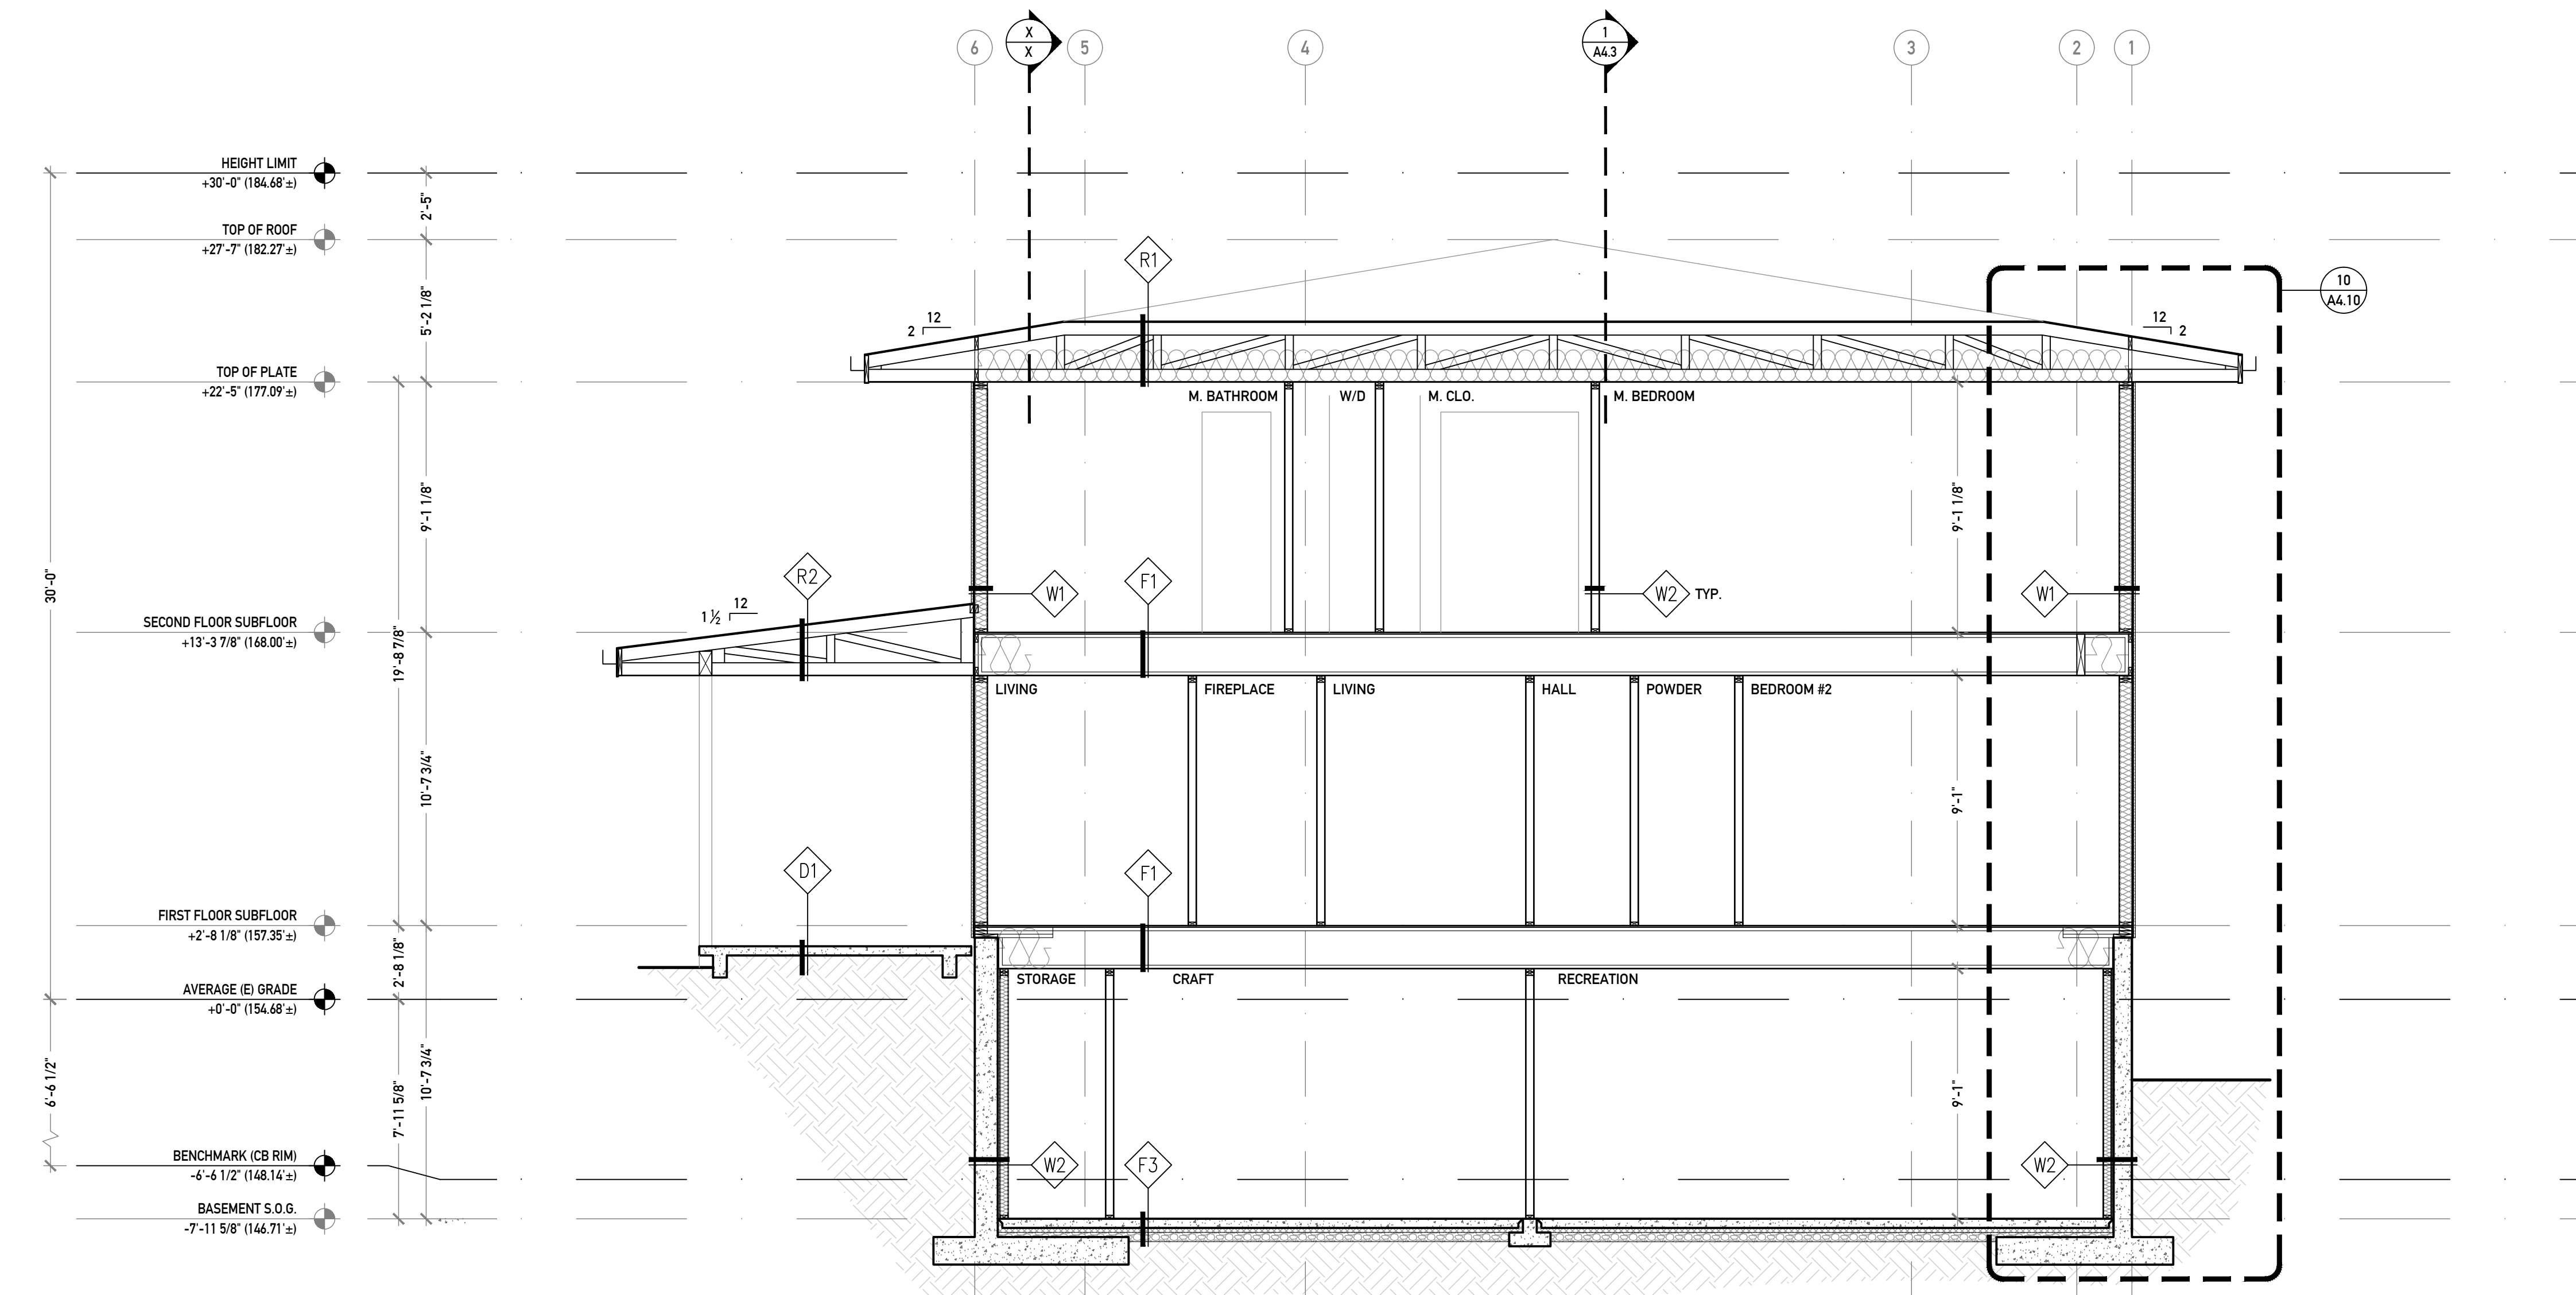 6
X
X
5
4
1
A4.3
3
2
1
HEIGHT LIMIT
+30'-0" (184.68'±)
2'-5"
TOP OF ROOF
+27'-7" (182.27'±)
R1
10
A4.10
5'-2 1/8"
12
2
12
2
TOP OF PLATE
+22'-5" (177.09'±)
M. BATHROOM
W/D
M. CLO.
M. BEDROOM
9'-1 1/8"
9'-1 1/8"
30'-0"
R2
W1
F1
W2
TYP.
W1
12
1 ½
SECOND FLOOR SUBFLOOR
+13'-3 7/8" (168.00'±)
19'-8 7/8"
LIVING
FIREPLACE
LIVING
HALL
POWDER
BEDROOM #2
10'-7 3/4"
9'-1"
D1
F1
FIRST FLOOR SUBFLOOR
+2'-8 1/8" (157.35'±)
2'-8 1/8"
STORAGE
CRAFT
RECREATION
AVERAGE (E) GRADE
+0'-0" (154.68'±)
6'-6 1/2"
7'-11 5/8"
10'-7 3/4"
9'-1"
BENCHMARK (CB RIM)
-6'-6 1/2" (148.14'±)
W2
F3
W2
BASEMENT S.O.G.
-7'-11 5/8" (146.71'±)